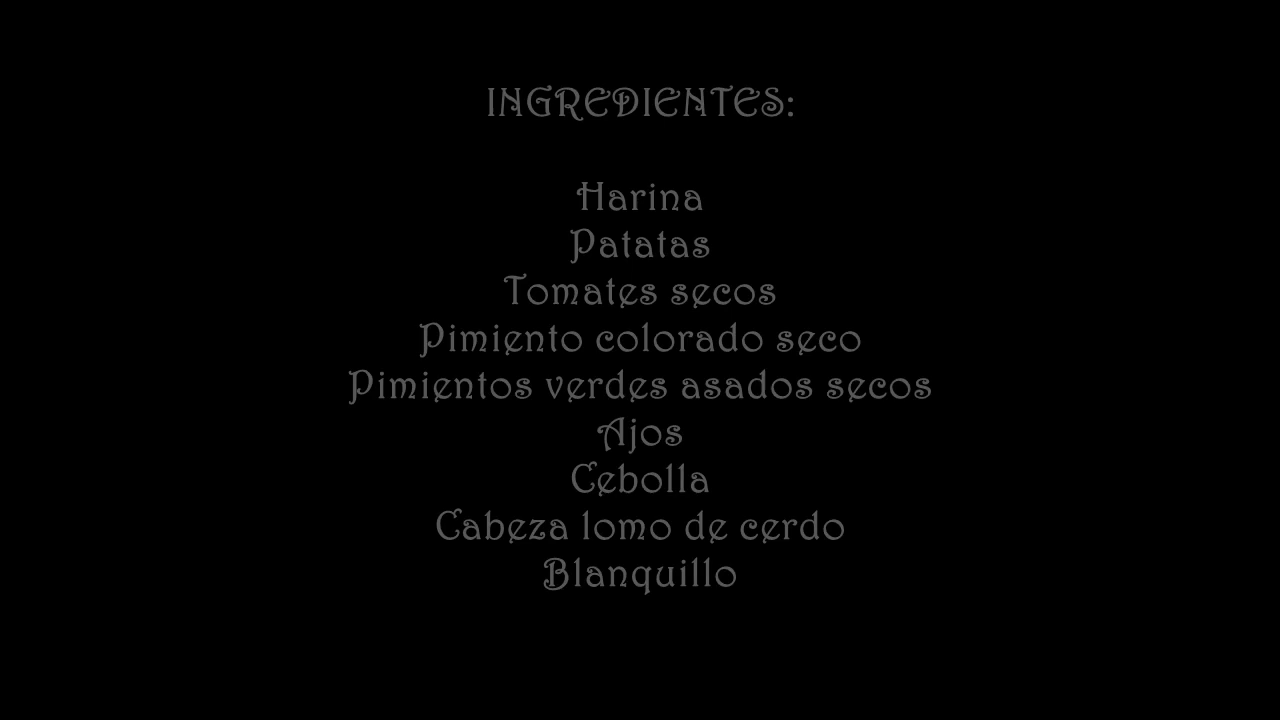 INGREDIENTES:
Harina
Patatas
Tomates secos
Pimiento colorado seco
Pimientos verdes asados secos
Ajos
Cebolla
Cabeza lomo de cerdo
Blanquillo